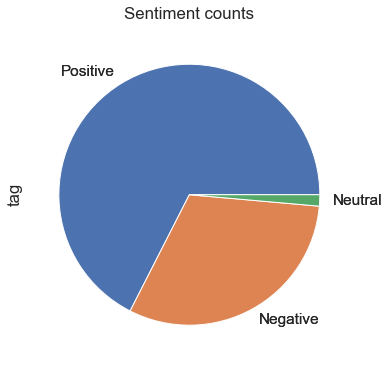 Sentiment counts
Positive
tag
Neutral
Negative